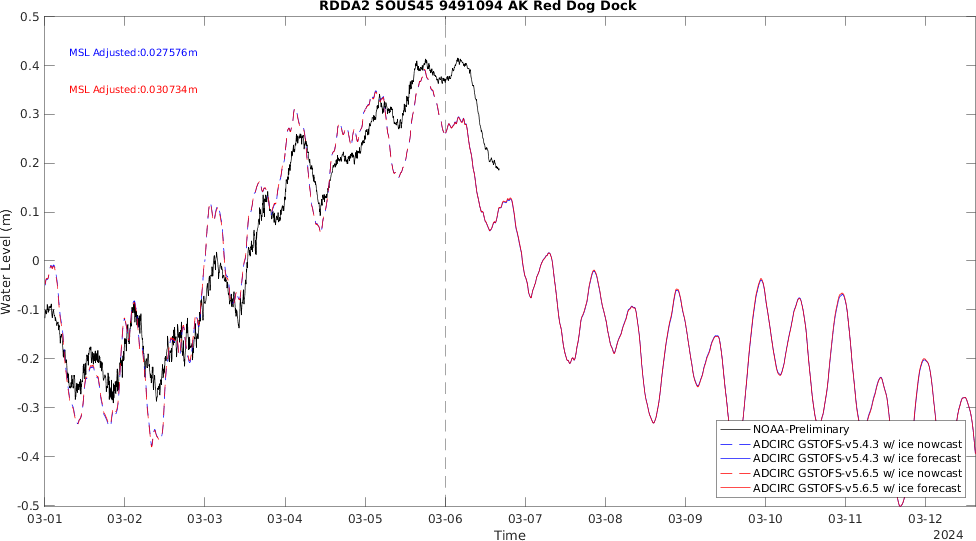 RDDA2 SOUS45 9491094 AK Red Dog Dock
MSL Adjusted:0.027576m
MSL Adjusted:0.030734m
Water Level (m)
0.5
0.4
0.3
0.2
0.1
0
-0.1
-0.2
-0.3
-0.4
-0.5
NOAA-Preliminary
ADCIRC GSTOFS-v5.4.3 w/ ice nowcast
ADCIRC GSTOFS-v5.4.3 w/ ice forecast
ADCIRC GSTOFS-v5.6.5 w/ ice nowcast
ADCIRC GSTOFS-v5.6.5 w/ ice forecast
03-01 03-02 03-03 03-04 03-05 03-06 03-07 03-08 03-09 03-10 03-11 03-12
Time
2024